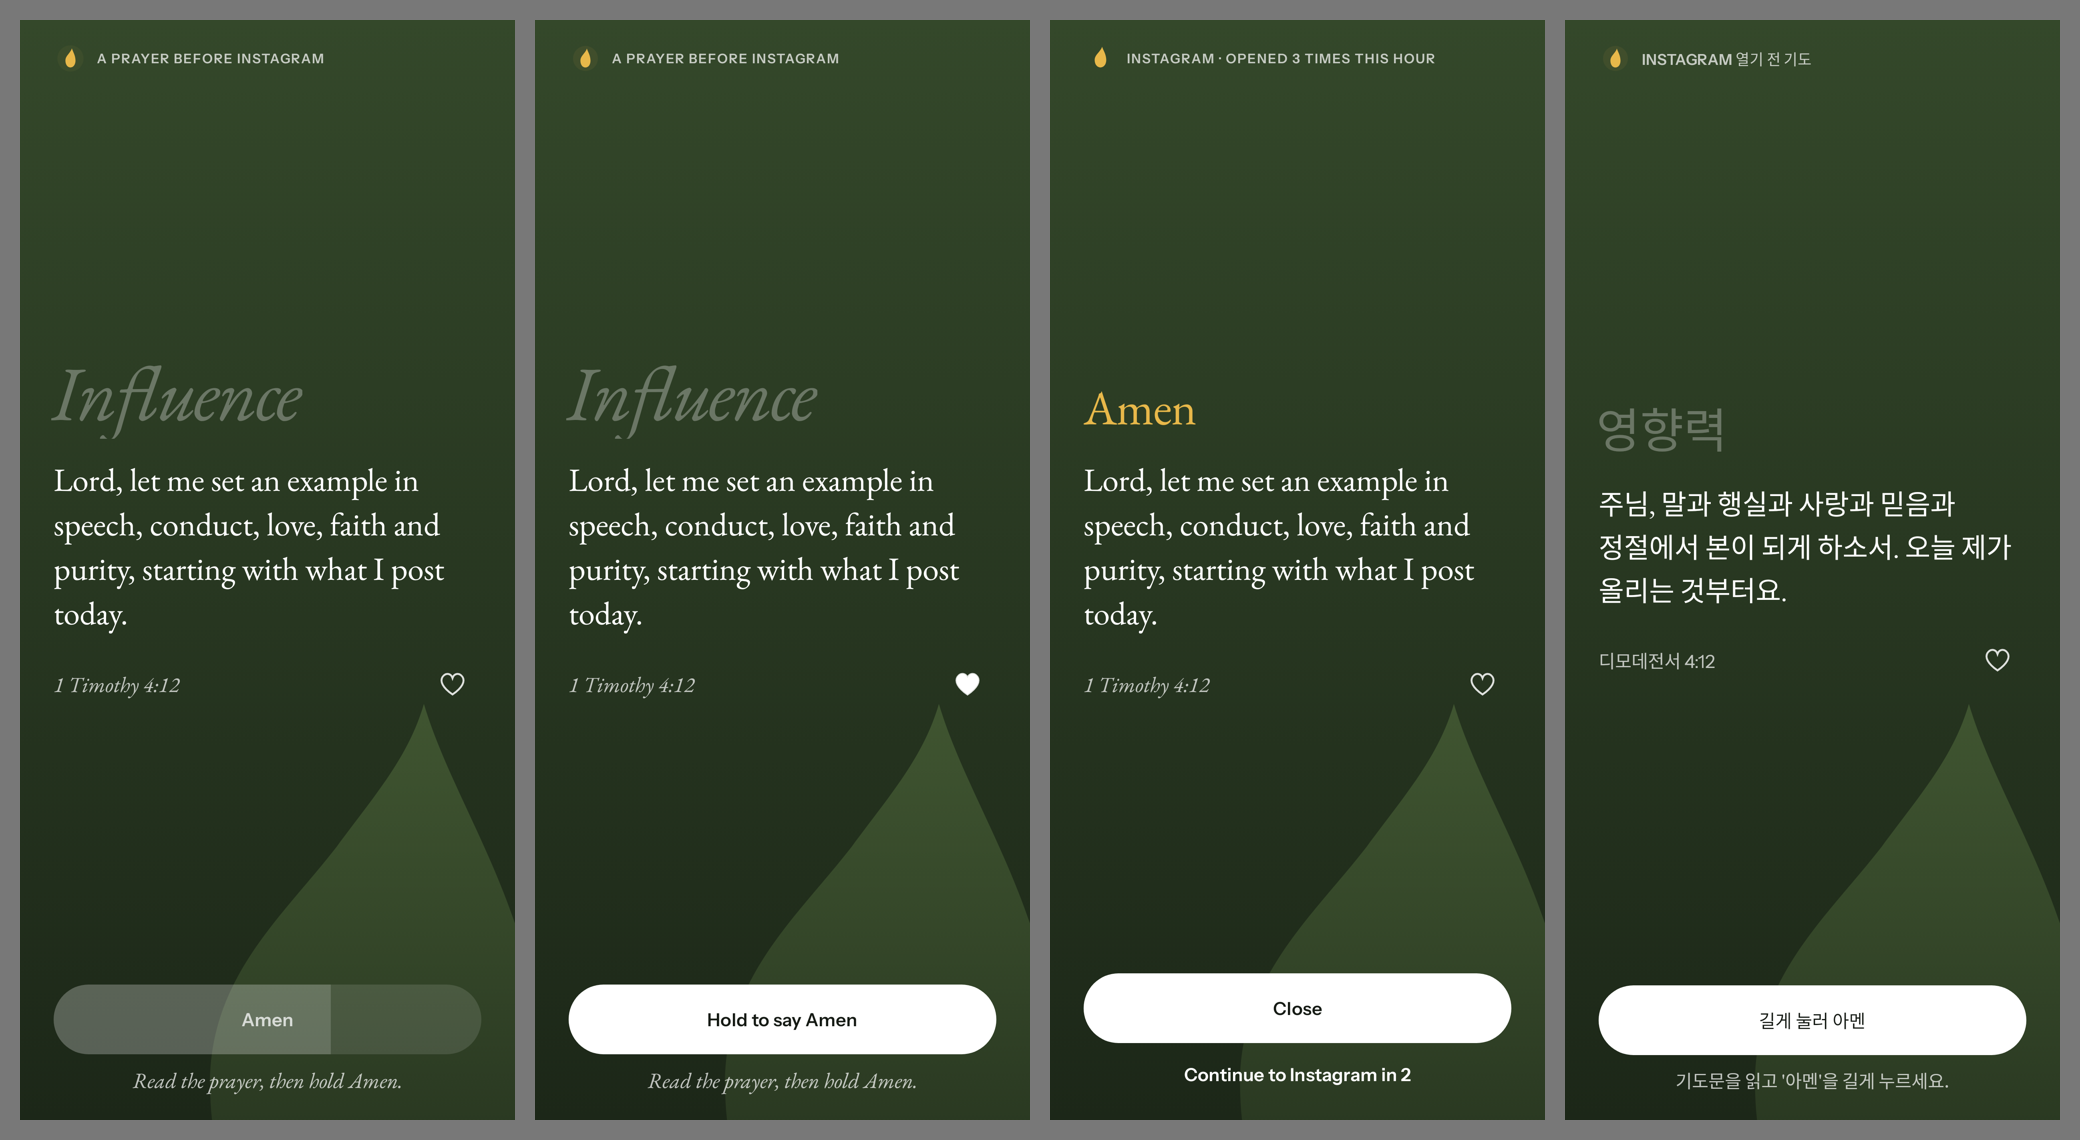 A PRAYER BEFORE INSTAGRAM
Influence
Lord, let me set an example in
speech, conduct, love, faith and
purity, starting with what I post
today.
1 Timothy 4:12
Amen
Read the prayer, then hold Amen.
A PRAYER BEFORE INSTAGRAM
Influence
Lord, let me set an example in
speech, conduct, love, faith and
purity, starting with what I post
today.
1 Timothy 4:12
Hold to say Amen
Read the prayer, then hold Amen.
INSTAGRAM · OPENED 3 TIMES THIS HOUR
Amen
Lord, let me set an example in
speech, conduct, love, faith and
purity, starting with what I post
today.
1 Timothy 4:12
Close
Continue to Instagram in 2
INSTAGRAM 열기 전 기도
영향력
주님, 말과 행실과 사랑과 믿음과
정절에서 본이 되게 하소서. 오늘 제가
올리는 것부터요.
디모데전서 4:12
길게 눌러 아멘
기도문을 읽고 '아멘'을 길게 누르세요.